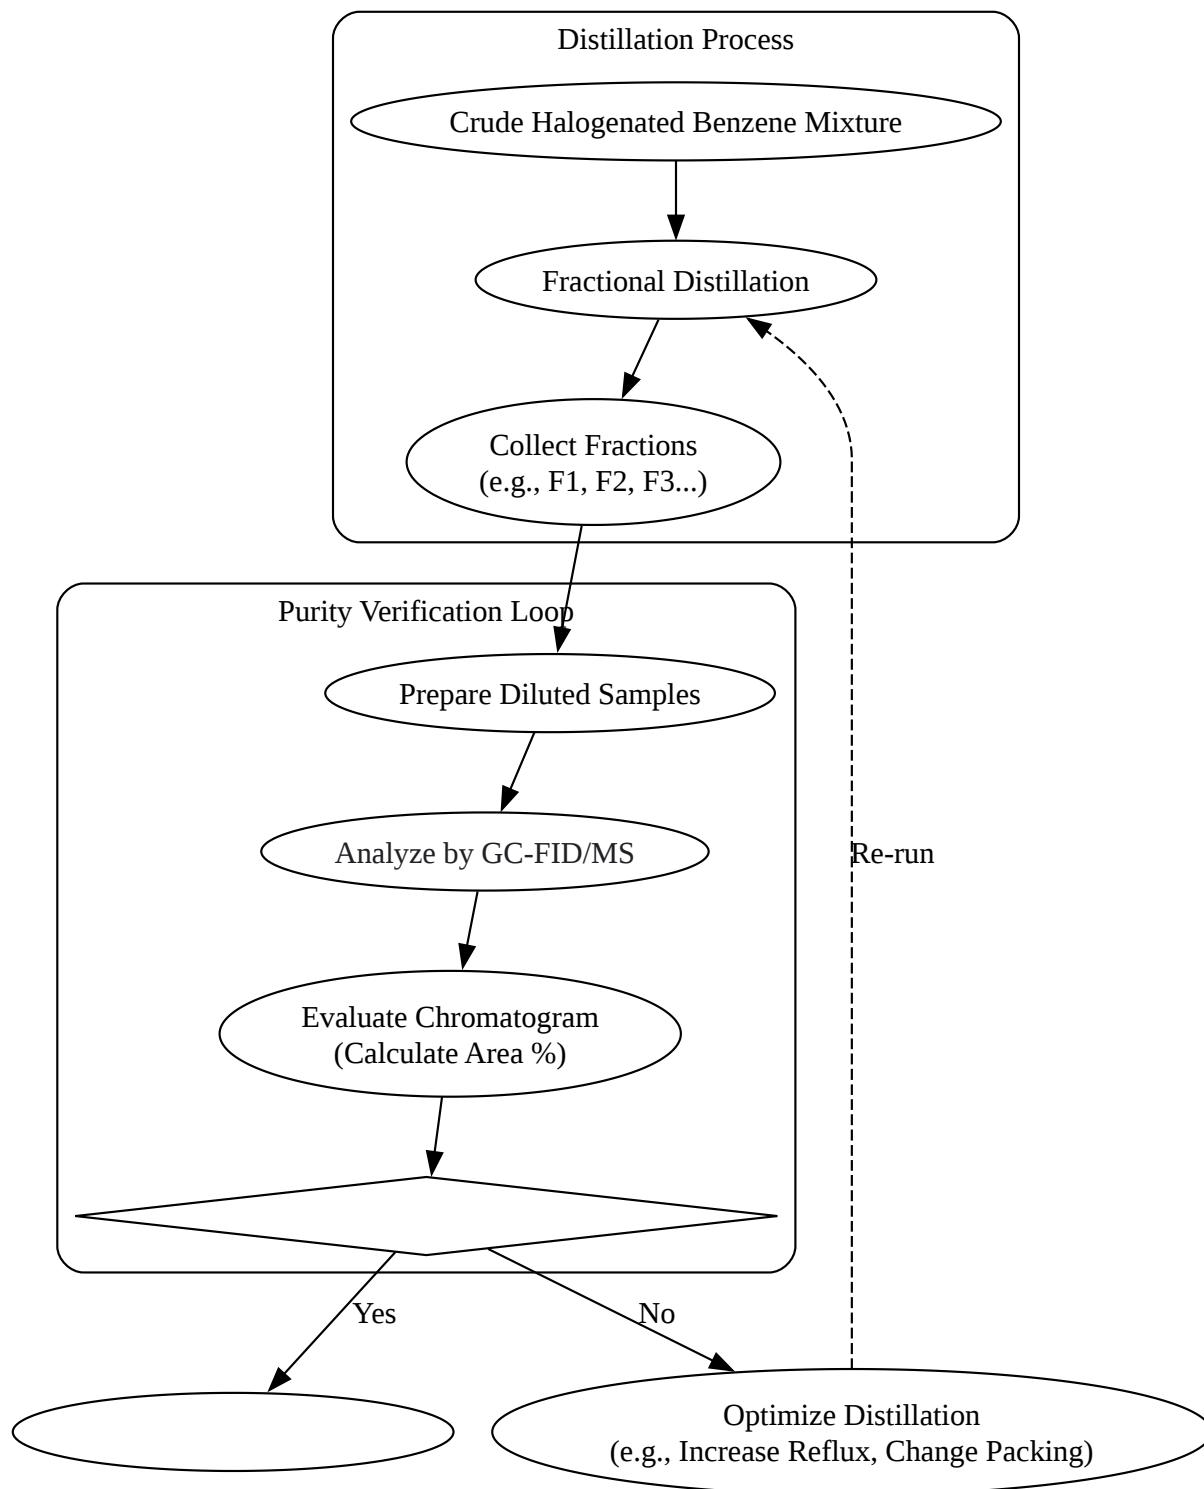 Distillation Process
Crude Halogenated Benzene Mixture
Fractional Distillation
Collect Fractions
(e.g., F1, F2, F3...)
Purity Verification Loop
Prepare Diluted Samples
Analyze by GC-FID/MS
Re-run
Evaluate Chromatogram
(Calculate Area %)
Yes
No
Optimize Distillation
(e.g., Increase Reflux, Change Packing)